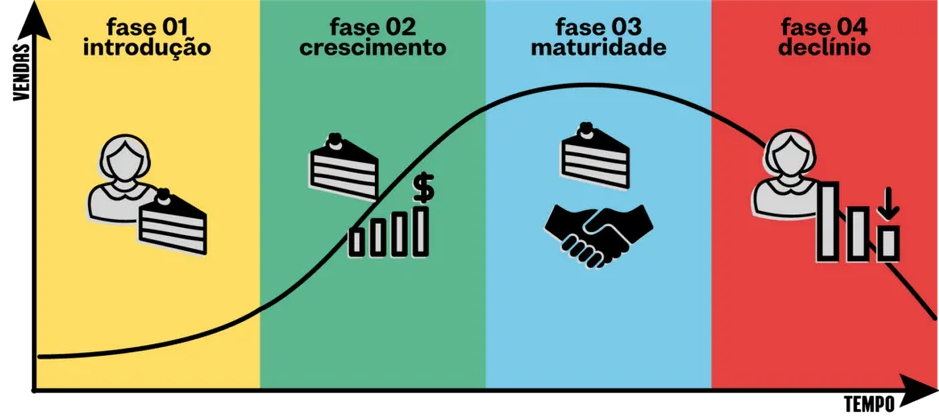 fase 01
introdução
fase 02
crescimento
fase 03
maturidade
fase 04
declínio
VENDAS
$
TEMPO